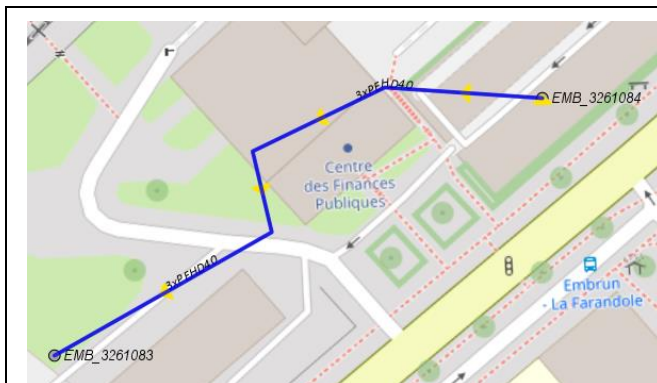 3xPEHD40
EMB_3261084
Centre
des Finances
Publiques
3xPEHD40
Embrun
- La Farandole
EMB_3261083